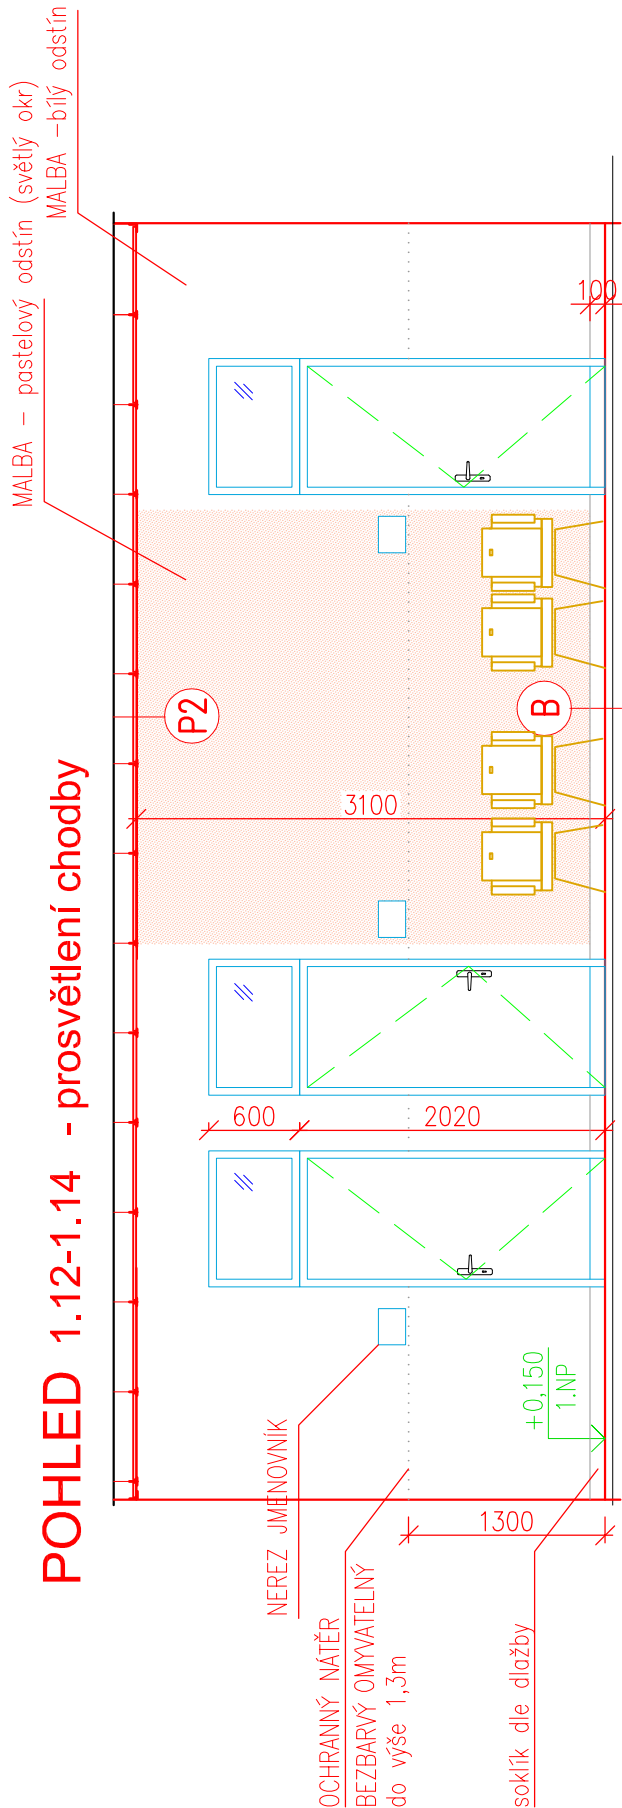 POHLED 1.12-1.14 - prosvětlení chodby
MALBA - pastelový odstín (světlý okr)
MALBA -bílý odstín
P2
B
3100
100
600
2020
1300
+0,150
1.NP
NEREZ JMENOVNÍK
OCHRANNÝ NÁTĚR
BEZBARVÝ OMYVATELNÝ
do výše 1,3m
soklík dle dlažby